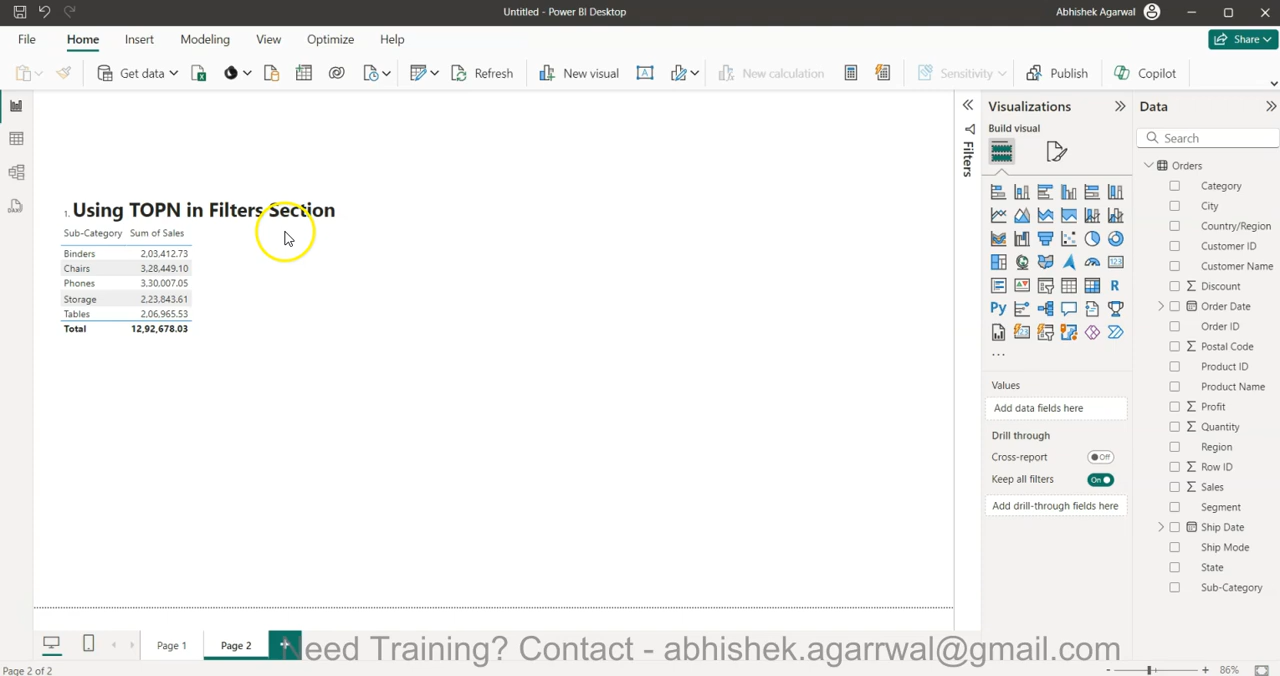 Untitled - Power BI Desktop
Abhishek Agarwal
File Home Insert Modeling View Optimize Help
Share
Get data
Refresh
New visual
New calculation
Sensitivity
Publish
Copilot
1. Using TOPN in Filters Section
Sub-Category Sum of Sales
Binders 2,03,412.73
Chairs 3,28,449.10
Phones 3,30,007.05
Storage 2,23,843.61
Tables 2,06,965.53
Total 12,92,678.03
Filters
Visualizations
Build visual
123
R
Py
...
Values
Add data fields here
Drill through
Cross-report Off
Keep all filters On
Add drill-through fields here
Data
Search
Orders
Category
City
Country/Region
Customer ID
Customer Name
Discount
Order Date
Order ID
Postal Code
Product ID
Product Name
Profit
Quantity
Region
Row ID
Sales
Segment
Ship Date
Ship Mode
State
Sub-Category
Page 1
Page 2
Need Training? Contact - abhishek.agarrwal@gmail.com
Page 2 of 2
- + 86%